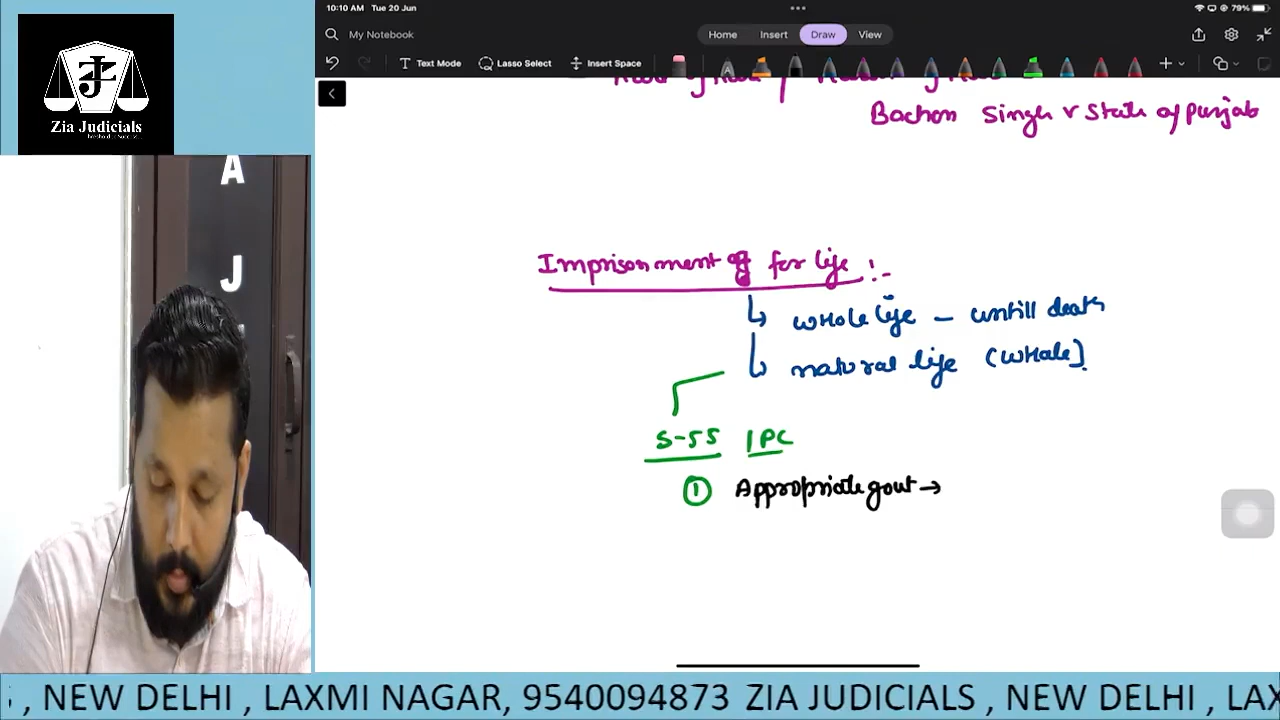 10:10 AM Tue 20 Jun
79%
My Notebook
Home Insert Draw View
Text Mode Lasso Select Insert Space
Bachan Singh v State of Punjab
Imprisonment for life :-
whole life – untill death
natural life (whole)
S-55 IPC
① Appropriate govt →
Zia Judicials
A
J
, NEW DELHI , LAXMI NAGAR, 9540094873 ZIA JUDICIALS , NEW DELHI , LAX